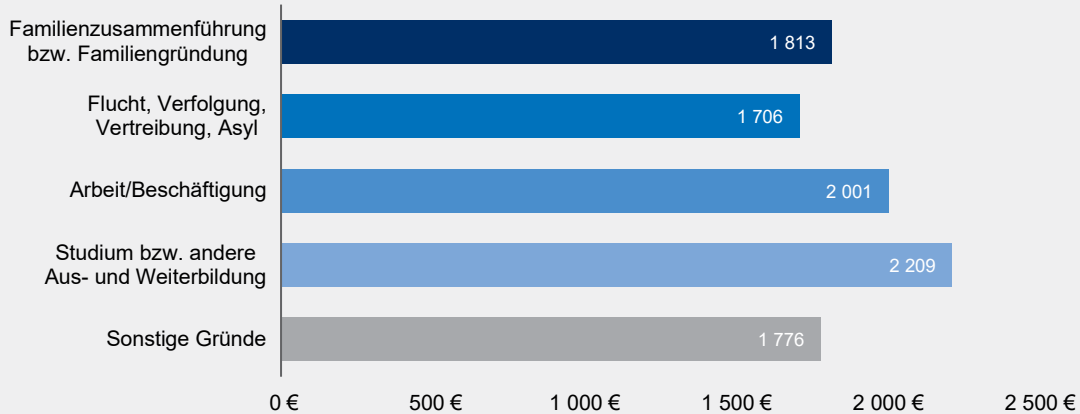 Familienzusammenführung
bzw. Familiengründung
1 813
Flucht, Verfolgung,
Vertreibung, Asyl
1 706
Arbeit/Beschäftigung
2 001
Studium bzw. andere
Aus- und Weiterbildung
2 209
Sonstige Gründe
1 776
0 € 500 € 1 000 € 1 500 € 2 000 € 2 500 €